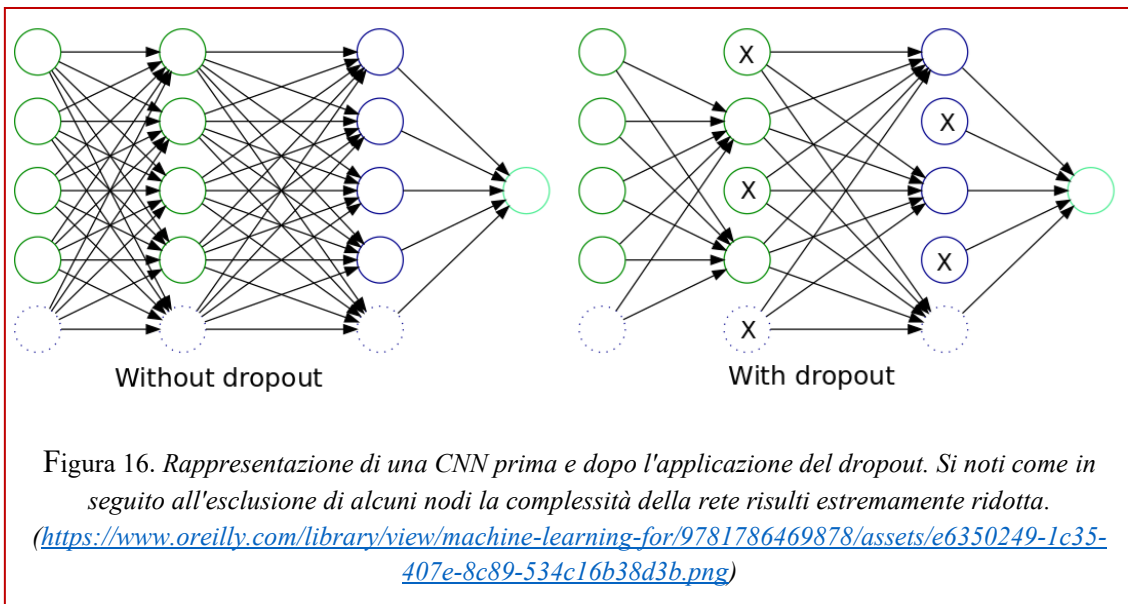 X
X
X
X
X
Without dropout
With dropout
Figura 16. Rappresentazione di una CNN prima e dopo l'applicazione del dropout. Si noti come in
seguito all'esclusione di alcuni nodi la complessità della rete risulti estremamente ridotta.
(https://www.oreilly.com/library/view/machine-learning-for/9781786469878/assets/e6350249-1c35-
407e-8c89-534c16b38d3b.png)